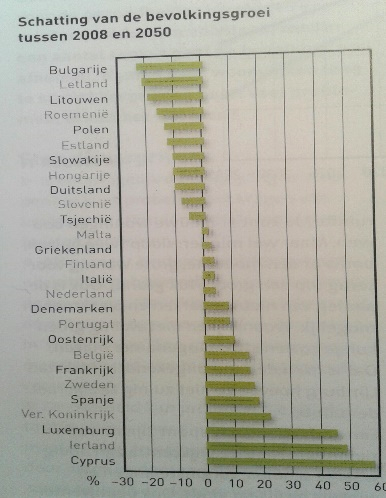 Schatting van de bevolkingsgroei
tussen 2008 en 2050
Bulgarije
Letland
Litouwen
Roemenië
Polen
Estland
Slowakije
Hongarije
Duitsland
Slovenië
Tsjechië
Malta
Griekenland
Finland
Italië
Nederland
Denemarken
Portugal
Oostenrijk
België
Frankrijk
Zweden
Spanje
Ver. Koninkrijk
Luxemburg
Ierland
Cyprus
% -30 -20 -10 0 10 20 30 40 50 60